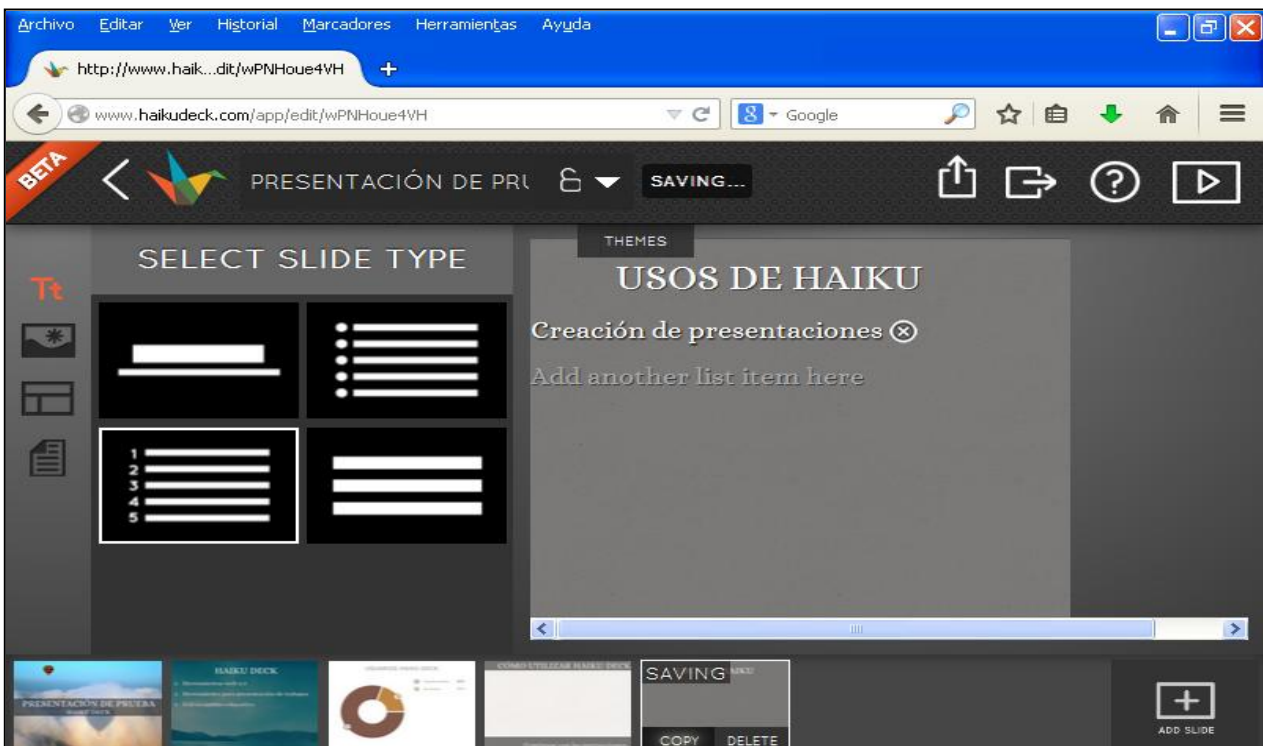 Archivo Editar Ver Historial Marcadores Herramientas Ayuda
http://www.haik...dit/wPNHoue4VH
www.haikudeck.com/app/edit/wPNHoue4VH
8 Google
BETA
PRESENTACIÓN DE PRU
SAVING...
THEMES
SELECT SLIDE TYPE
Tt
1
2
3
4
5
USOS DE HAIKU
Creación de presentaciones
Add another list item here
PRESENTACIÓN DE PRUEBA
HAIKU DECK
HAIKU DECK
COMO UTILIZAR HAIKU DECK
SAVING
COPY DELETE
ADD SLIDE